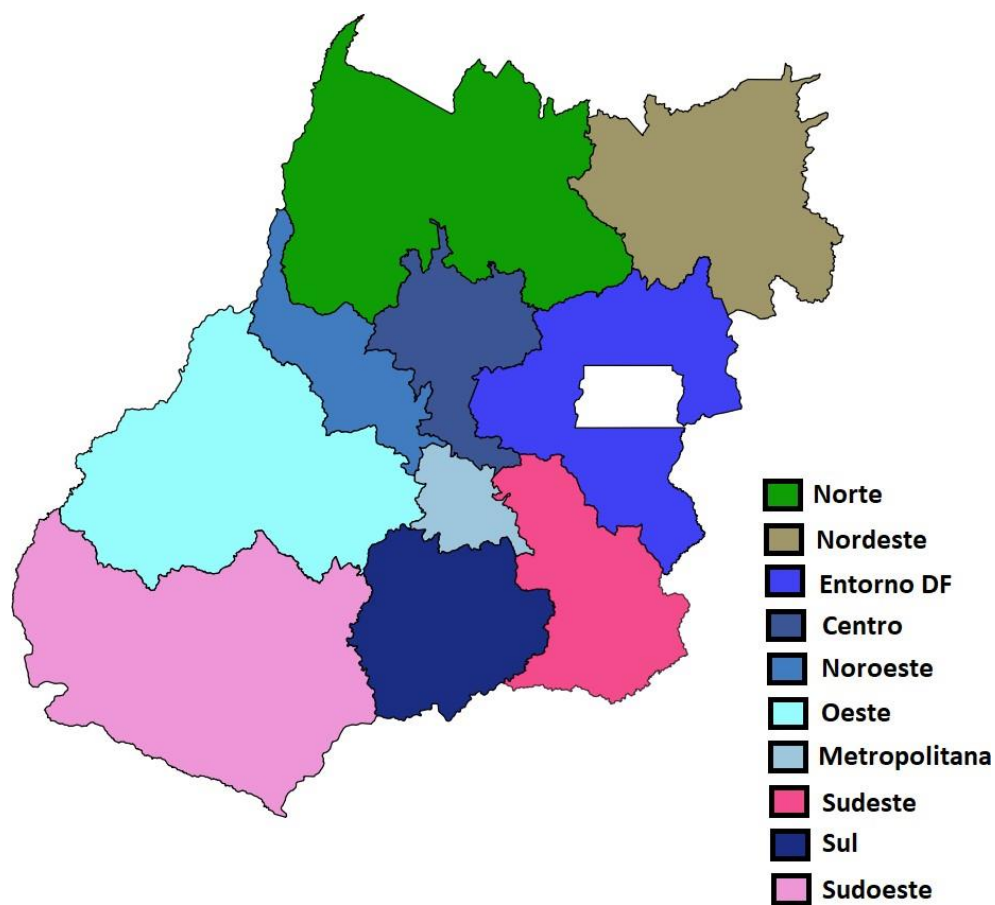 Norte
Nordeste
Entorno DF
Centro
Noroeste
Oeste
Metropolitana
Sudeste
Sul
Sudoeste